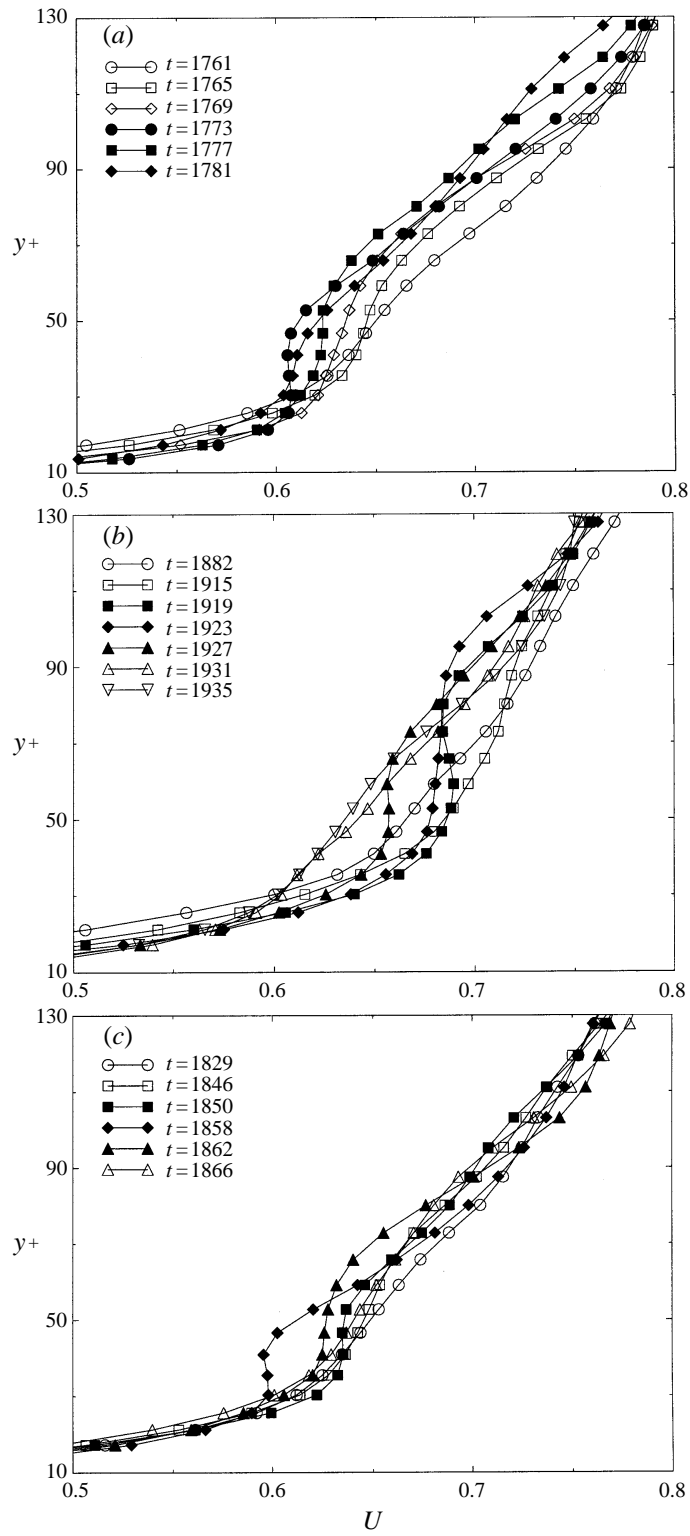 130
(a)
t=1761
t=1765
t=1769
t=1773
t=1777
t=1781
90
y+
50
10
0.5 0.6 0.7 0.8
130
(b)
t=1882
t=1915
t=1919
t=1923
t=1927
t=1931
t=1935
90
y+
50
10
0.5 0.6 0.7 0.8
130
(c)
t=1829
t=1846
t=1850
t=1858
t=1862
t=1866
90
y+
50
10
0.5 0.6 0.7 0.8
U